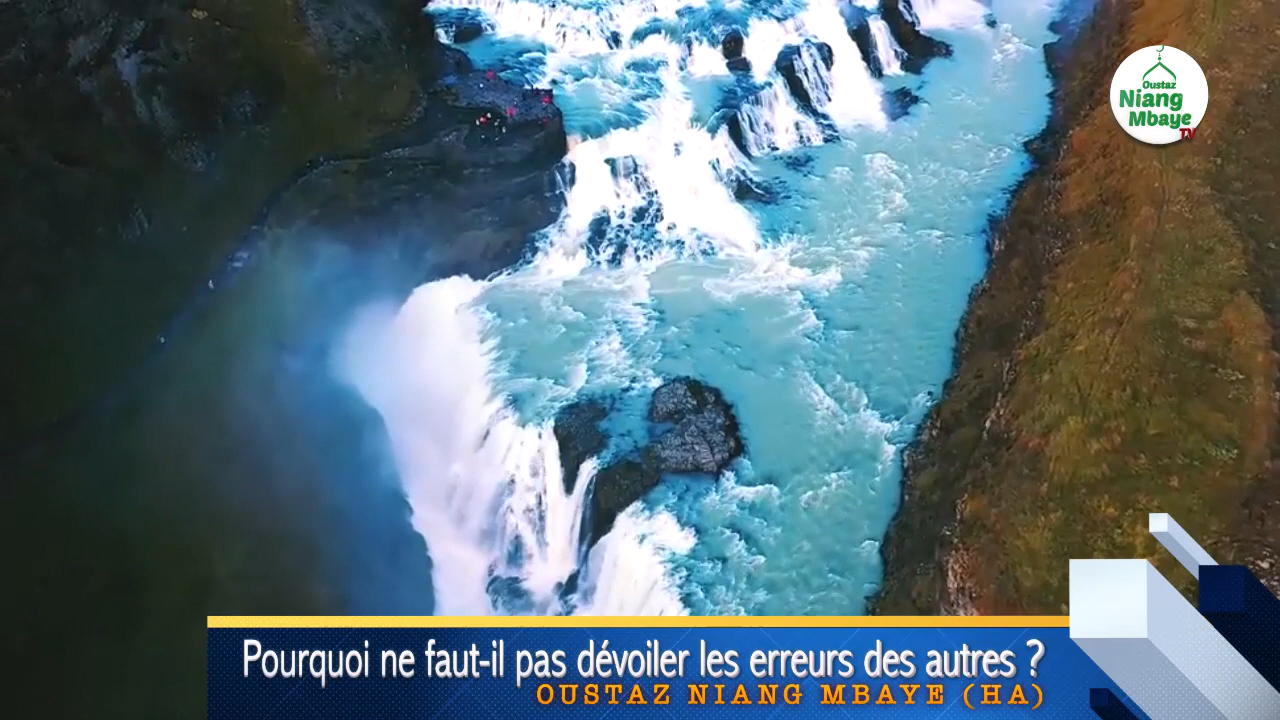 Oustaz
Niang
Mbaye
TV
Pourquoi ne faut-il pas dévoiler les erreurs des autres ?
OUSTAZ NIANG MBAYE (HA)